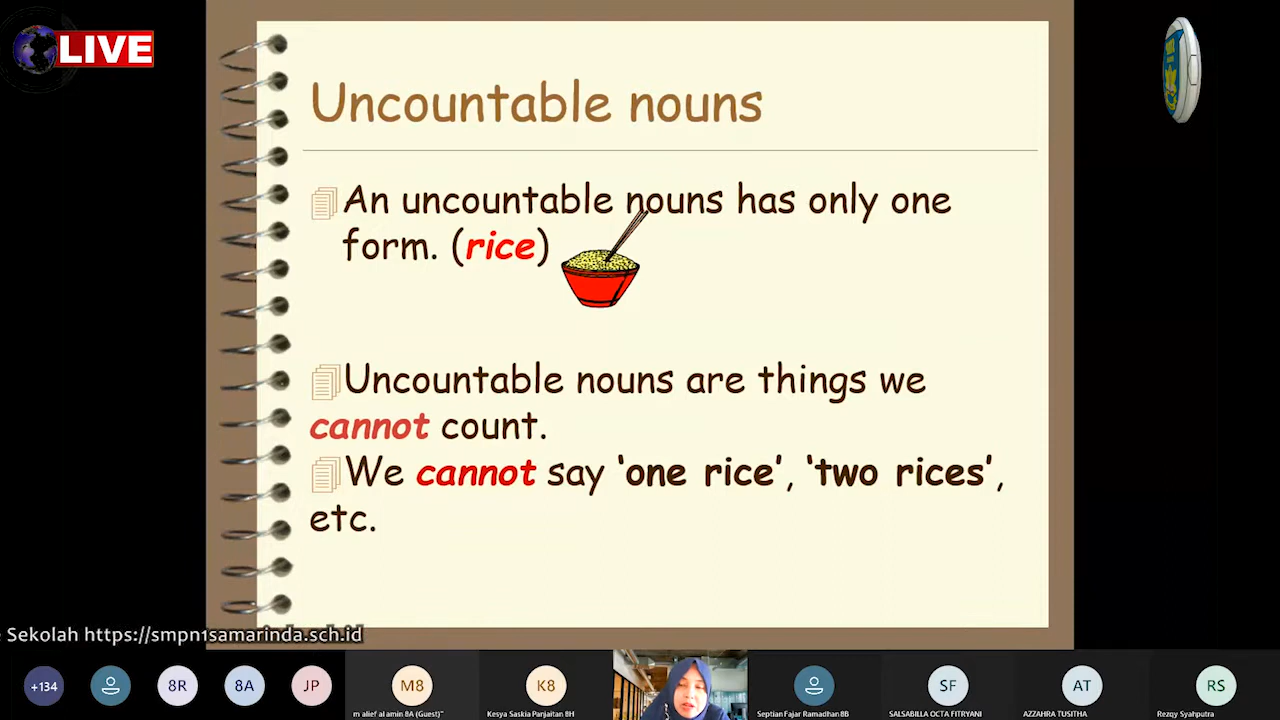 LIVE
Uncountable nouns
An uncountable nouns has only one
form. (rice)
Uncountable nouns are things we
cannot count.
We cannot say ‘one rice’, ‘two rices’,
etc.
Sekolah https://smpn1samarinda.sch.id
+134
8R
8A
JP
M8
K8
SF
AT
RS
m alief al amin 8A (Guest)"
Kesya Saskia Panjaitan 8H
Septian Fajar Ramadhan 8B
SALSABILLA OCTA FITRYANI
AZZAHRA TUSITHA
Rezqy Syahputra